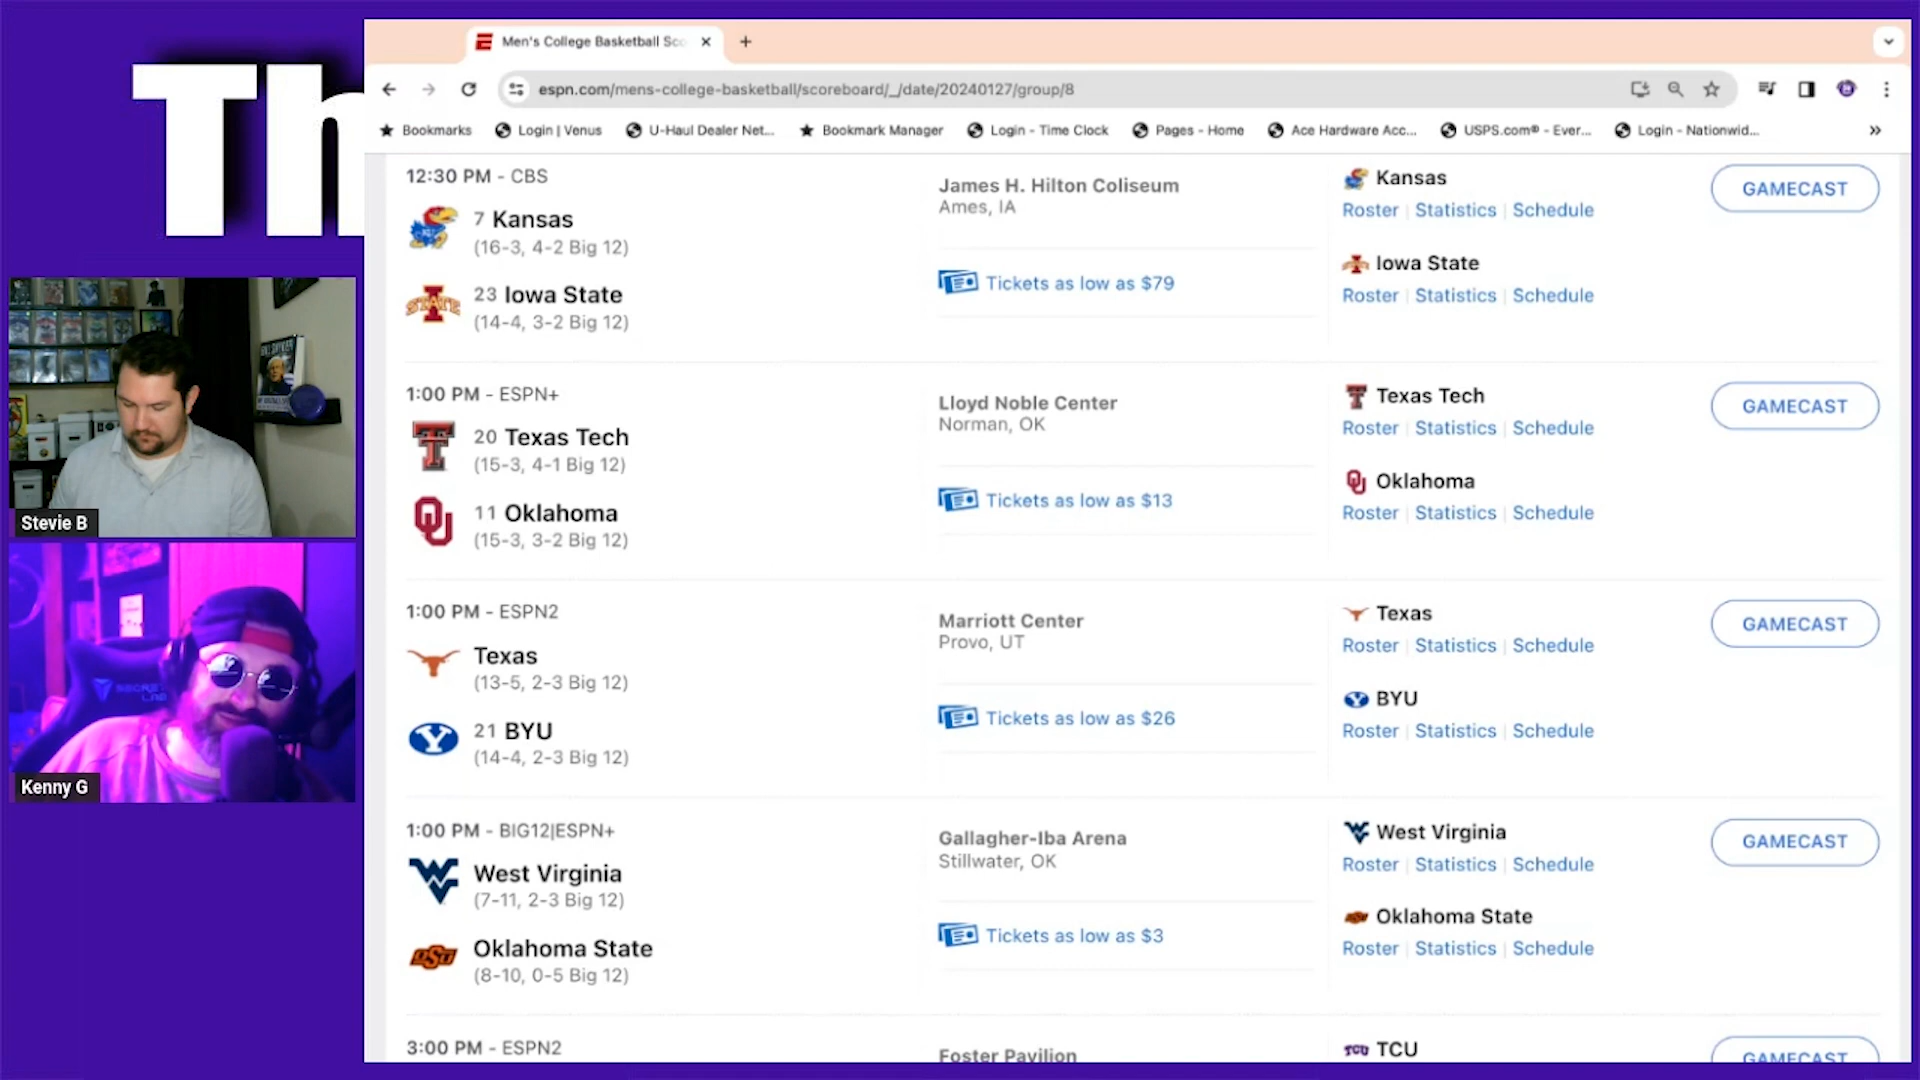 Th
Men's College Basketball Sco
espn.com/mens-college-basketball/scoreboard/_/date/20240127/group/8
Bookmarks
Login | Venus
U-Haul Dealer Net...
Bookmark Manager
Login - Time Clock
Pages - Home
Ace Hardware Acc...
USPS.com® - Ever...
Login - Nationwid...
12:30 PM - CBS
7 Kansas
(16-3, 4-2 Big 12)
23 Iowa State
(14-4, 3-2 Big 12)
James H. Hilton Coliseum
Ames, IA
Tickets as low as $79
Kansas
Roster | Statistics | Schedule
Iowa State
Roster | Statistics | Schedule
GAMECAST
1:00 PM - ESPN+
20 Texas Tech
(15-3, 4-1 Big 12)
11 Oklahoma
(15-3, 3-2 Big 12)
Lloyd Noble Center
Norman, OK
Tickets as low as $13
Texas Tech
Roster | Statistics | Schedule
Oklahoma
Roster | Statistics | Schedule
GAMECAST
1:00 PM - ESPN2
Texas
(13-5, 2-3 Big 12)
21 BYU
(14-4, 2-3 Big 12)
Marriott Center
Provo, UT
Tickets as low as $26
Texas
Roster | Statistics | Schedule
BYU
Roster | Statistics | Schedule
GAMECAST
1:00 PM - BIG12|ESPN+
West Virginia
(7-11, 2-3 Big 12)
Oklahoma State
(8-10, 0-5 Big 12)
Gallagher-Iba Arena
Stillwater, OK
Tickets as low as $3
West Virginia
Roster | Statistics | Schedule
Oklahoma State
Roster | Statistics | Schedule
GAMECAST
3:00 PM - ESPN2
Foster Pavilion
TCU
GAMECAST
Stevie B
Kenny G